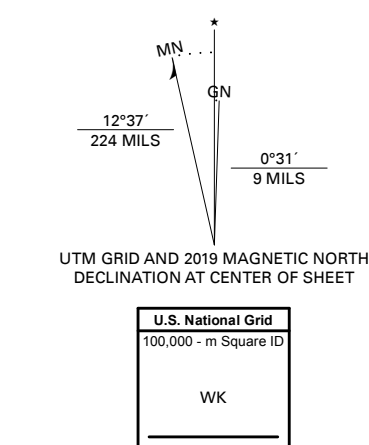 ★
MN
GN
12°37´
224 MILS
0°31´
9 MILS
UTM GRID AND 2019 MAGNETIC NORTH
DECLINATION AT CENTER OF SHEET
U.S. National Grid
100,000 - m Square ID
WK